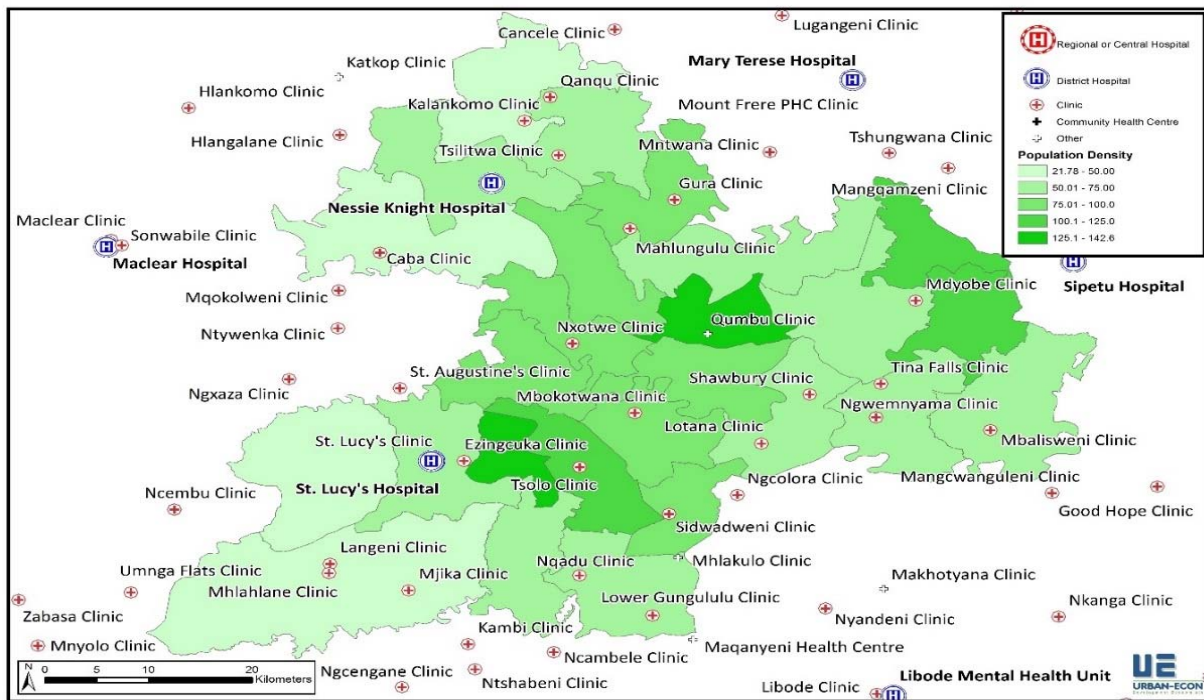 Cancele Clinic
Lugangeni Clinic
Katkop Clinic
Mary Terese Hospital
Hlankomo Clinic
Qanqu Clinic
Kalankomo Clinic
Mount Frere PHC Clinic
Hlangalane Clinic
Tsilitwa Clinic
Mntwana Clinic
Tshungwana Clinic
Gura Clinic
Mangqamzeni Clinic
Nessie Knight Hospital
Maclear Clinic
Sonwabile Clinic
Maclear Hospital
Caba Clinic
Mahlungulu Clinic
Mdyobe Clinic
Sipetu Hospital
Mqokolweni Clinic
Ntywenka Clinic
Nxotwe Clinic
Qumbu Clinic
Ngxaza Clinic
St. Augustine's Clinic
Shawbury Clinic
Tina Falls Clinic
Mbokotwana Clinic
Ngwemnyama Clinic
Lotana Clinic
St. Lucy's Clinic
Ezingcuka Clinic
Mbalisweni Clinic
St. Lucy's Hospital
Tsolo Clinic
Ngcolora Clinic
Mangcwanguleni Clinic
Ncembu Clinic
Good Hope Clinic
Sidwadweni Clinic
Langeni Clinic
Nqadu Clinic
Mhlakulo Clinic
Umnga Flats Clinic
Mjika Clinic
Makhotyana Clinic
Mhlahlane Clinic
Lower Gungululu Clinic
Zabasa Clinic
Nyandeni Clinic
Nkanga Clinic
Kambi Clinic
Mnyolo Clinic
Ncambele Clinic
Maqanyeni Health Centre
Ngcengane Clinic
Ntshabeni Clinic
Libode Mental Health Unit
Libode Clinic
H Regional or Central Hospital
H District Hospital
Clinic
Community Health Centre
Other
Population Density
21.78 - 50.00
50.01 - 75.00
75.01 - 100.0
100.1 - 125.0
125.1 - 142.6
N
0 5 10 20
Kilometers
UE
URBAN-ECON